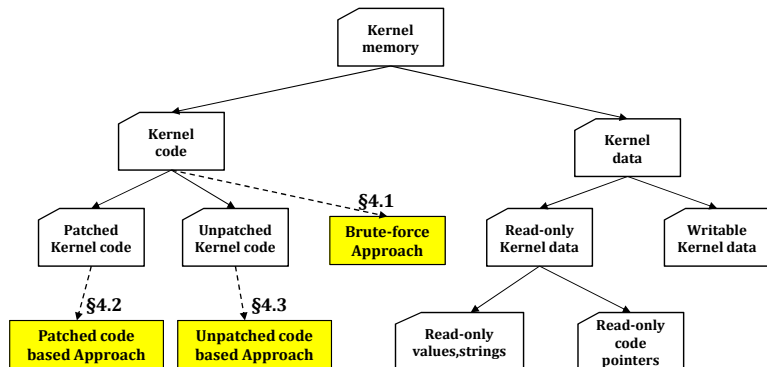 Kernel
memory
Kernel
code
Kernel
data
§4.1
Patched
Kernel code
Unpatched
Kernel code
Brute-force
Approach
Read-only
Kernel data
Writable
Kernel data
§4.2
§4.3
Patched code
based Approach
Unpatched code
based Approach
Read-only
values,strings
Read-only
code
pointers